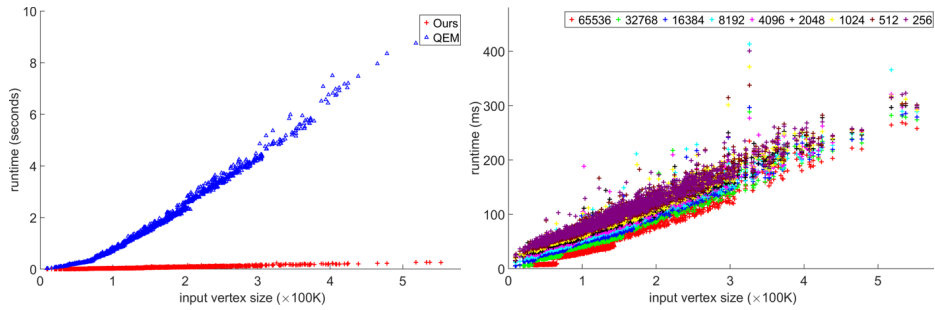 10
8
6
4
2
0
runtime (seconds)
Ours
QEM
0 1 2 3 4 5
input vertex size (×100K)
65536 32768 16384 8192 4096 2048 1024 512 256
400
300
200
100
0
runtime (ms)
0 1 2 3 4 5
input vertex size (×100K)